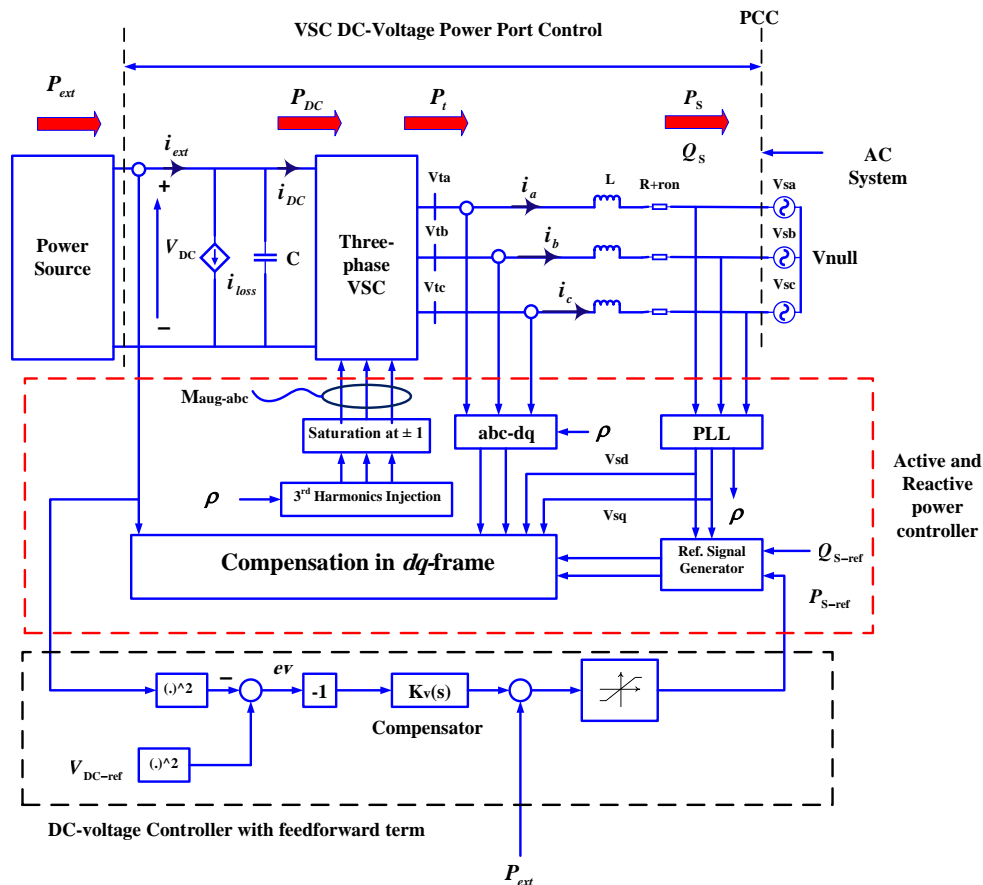 VSC DC-Voltage Power Port Control
PCC
P_ext
P_DC
P_t
P_S
Q_S
i_ext
i_DC
AC
System
Power
Source
+
V_DC
−
i_loss
C
Three-
phase
VSC
Vta
Vtb
Vtc
i_a
i_b
i_c
L
R+ron
Vsa
Vsb
Vsc
Vnull
Maug-abc
Saturation at ± 1
3rd Harmonics Injection
ρ
abc-dq
ρ
PLL
Vsd
Vsq
ρ
Active and
Reactive
power
controller
Compensation in dq-frame
Ref. Signal
Generator
Q_S−ref
P_S−ref
(.)^2
−
ev
-1
Kv(s)
Compensator
V_DC−ref
(.)^2
DC-voltage Controller with feedforward term
P_ext